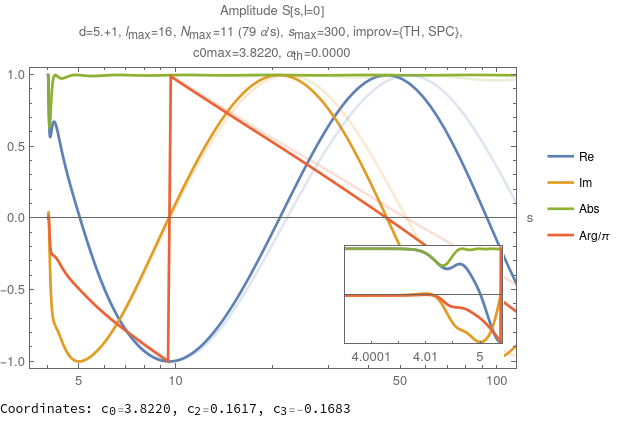 Amplitude S[s,l=0]
d=5.+1, lmax=16, Nmax=11 (79 α's), smax=300, improv={TH, SPC},
c0max=3.8220, αth=0.0000
1.0
0.5
0.0
−0.5
−1.0
5
10
50
100
s
Re
Im
Abs
Arg/π
4.0001
4.01
5
Coordinates: c0=3.8220, c2=0.1617, c3=-0.1683